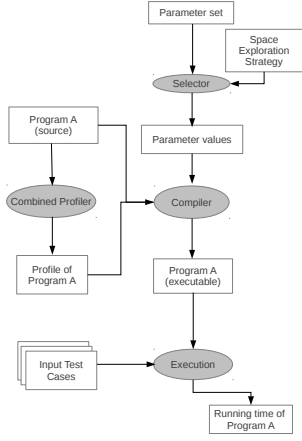 Parameter set
Space
Exploration
Strategy
Selector
Program A
(source)
Parameter values
Combined Profiler
Compiler
Profile of
Program A
Program A
(executable)
Input Test
Cases
Execution
Running time of
Program A